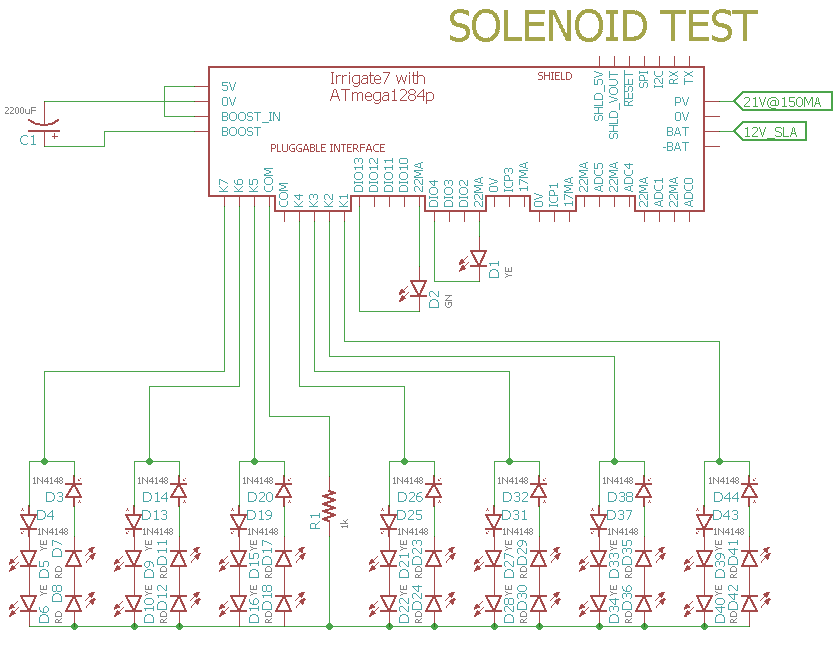 SOLENOID TEST
Irrigate7 with
ATmega1284p
SHIELD
SHLD_5V
SHLD_VOUT
RESET
SPI
I2C
RX
TX
5V
0V
BOOST_IN
BOOST
PV
0V
BAT
-BAT
21V@150MA
12V_SLA
2200uF
C1
+
PLUGGABLE INTERFACE
K7
K6
K5
COM
COM
K4
K3
K2
K1
DIO13
DIO12
DIO11
DIO10
22MA
DIO4
DIO3
DIO2
22MA
0V
ICP3
17MA
0V
ICP1
17MA
22MA
ADC5
22MA
ADC4
22MA
ADC1
22MA
ADC0
D1
YE
D2
GN
1N4148
D3
D4
1N4148
D5
YE
D7
RD
D6
YE
D8
RD
1N4148
D14
D13
1N4148
D9
YE
D11
RD
D10
YE
D12
RD
1N4148
D20
D19
1N4148
D15
YE
D17
RD
D16
YE
D18
RD
R1
1k
1N4148
D26
D25
1N4148
D21
YE
D23
RD
D22
YE
D24
RD
1N4148
D32
D31
1N4148
D27
YE
D29
RD
D28
YE
D30
RD
1N4148
D38
D37
1N4148
D33
YE
D35
RD
D34
YE
D36
RD
1N4148
D44
D43
1N4148
D39
YE
D41
RD
D40
YE
D42
RD